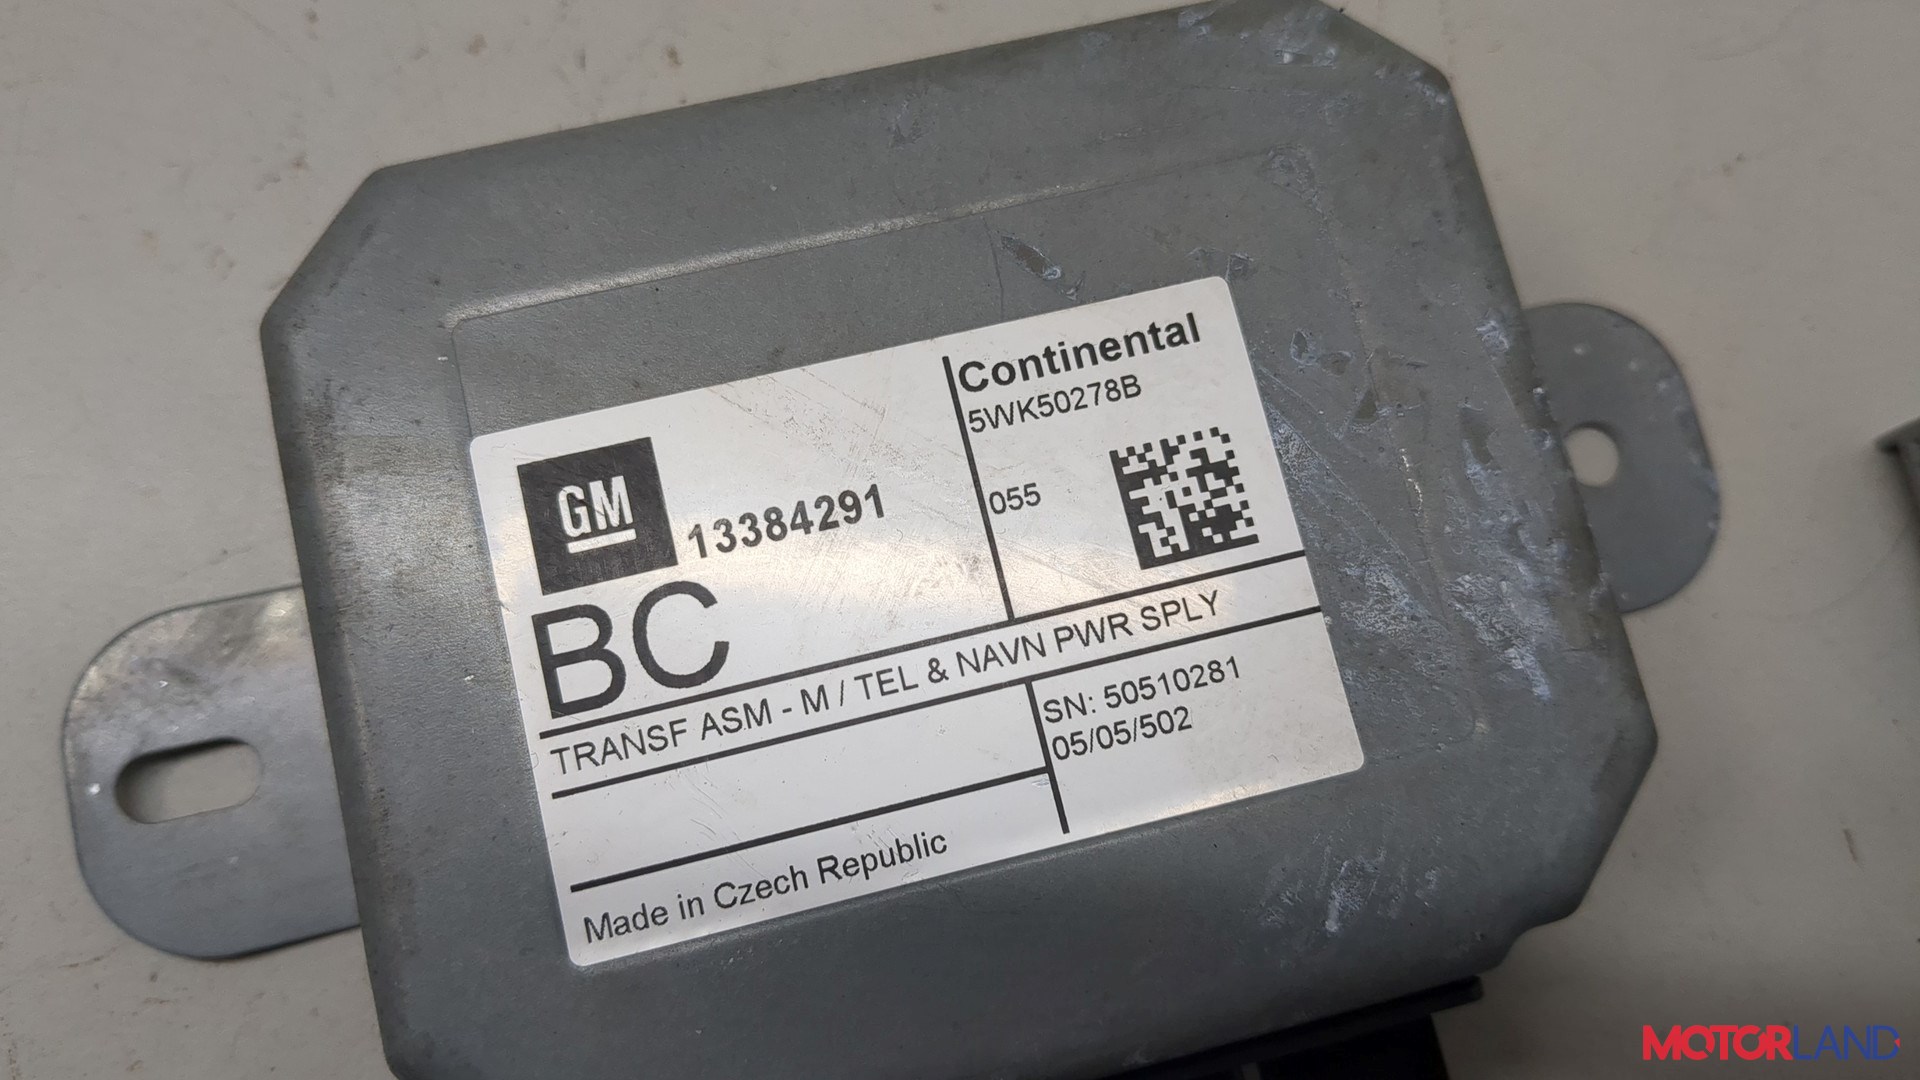 Continental
5WK50278B
GM
13384291
055
BC
TRANSF ASM - M / TEL & NAVN PWR SPLY
SN: 50510281
05/05/502
Made in Czech Republic
MOTORLAND